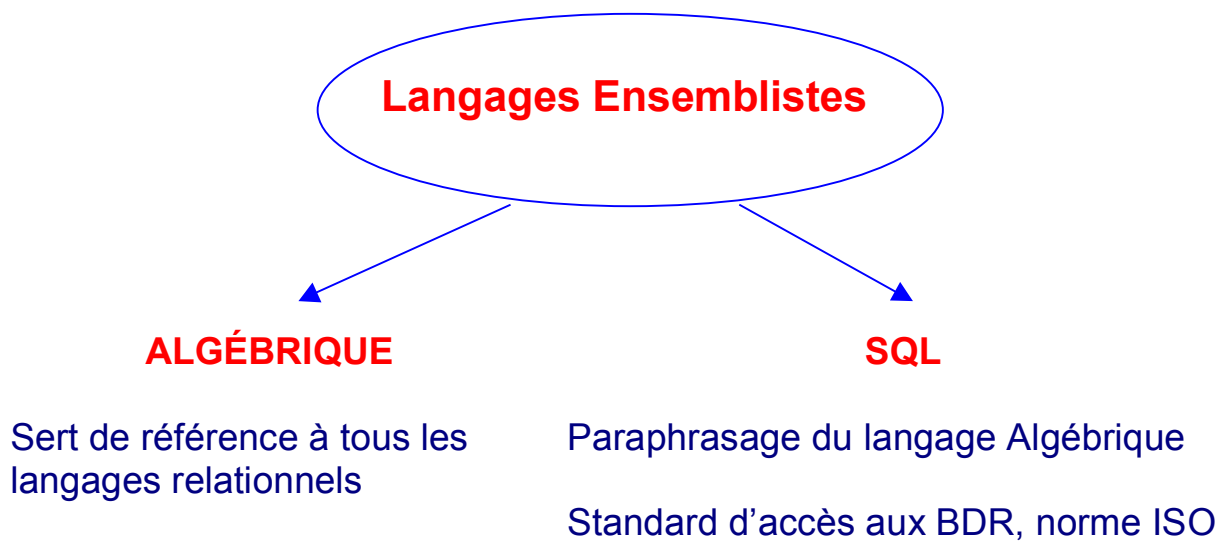 Langages Ensemblistes
ALGÉBRIQUE
Sert de référence à tous les
langages relationnels
SQL
Paraphrasage du langage Algébrique
Standard d'accès aux BDR, norme ISO